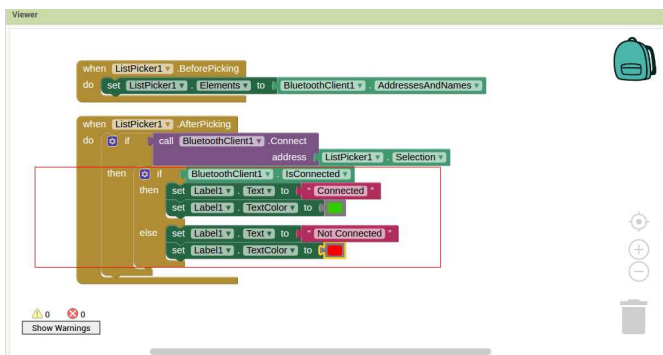 Viewer
when ListPicker1 .BeforePicking
do set ListPicker1 . Elements to BluetoothClient1 . AddressesAndNames
when ListPicker1 .AfterPicking
do if call BluetoothClient1 .Connect
address ListPicker1 . Selection
then if BluetoothClient1 . IsConnected
then set Label1 . Text to " Connected "
set Label1 . TextColor to
else set Label1 . Text to " Not Connected "
set Label1 . TextColor to
0 0
Show Warnings